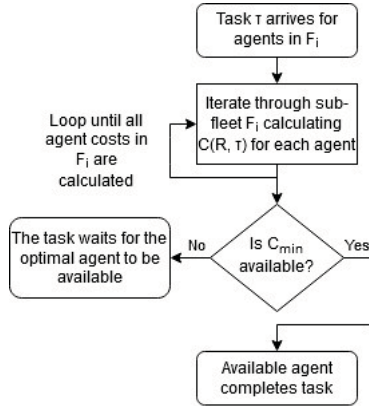 Task τ arrives for
agents in Fᵢ
Iterate through sub-
fleet Fᵢ calculating
C(R, τ) for each agent
Loop until all
agent costs in
Fᵢ are
calculated
Is Cₘᵢₙ
available?
No
Yes
The task waits for the
optimal agent to be
available
Available agent
completes task